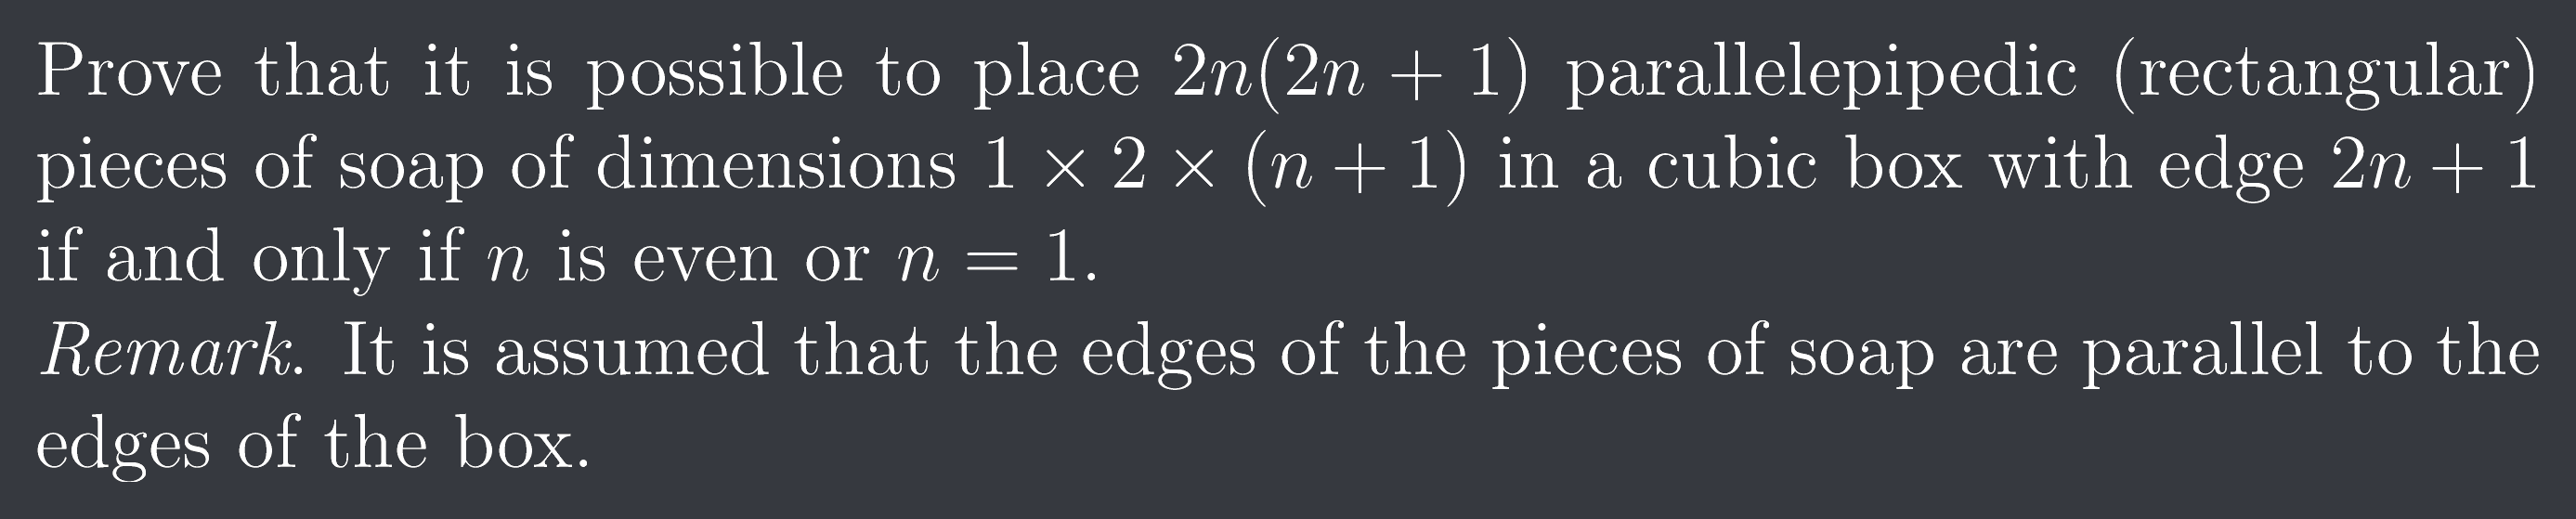 Prove that it is possible to place 2n(2n + 1) parallelepipedic (rectangular)
pieces of soap of dimensions 1 × 2 × (n + 1) in a cubic box with edge 2n + 1
if and only if n is even or n = 1.
Remark. It is assumed that the edges of the pieces of soap are parallel to the
edges of the box.